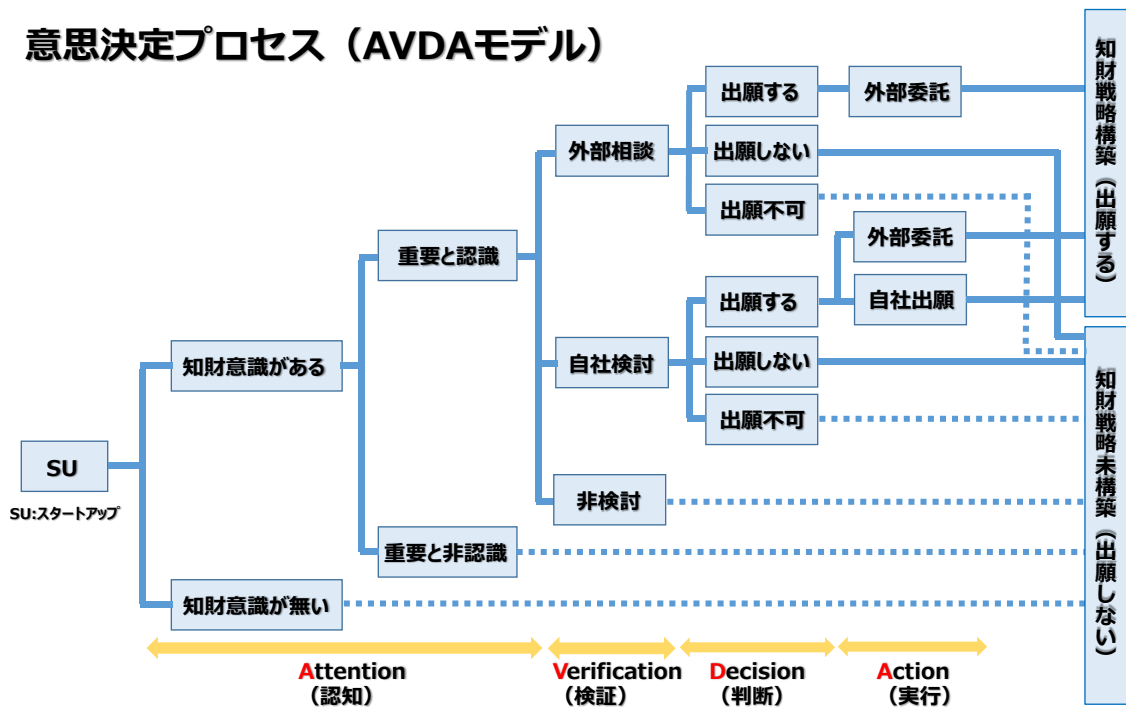 意思決定プロセス（AVDAモデル）
SU
SU:スタートアップ
知財意識がある
知財意識が無い
重要と認識
重要と非認識
外部相談
自社検討
非検討
出願する
出願しない
出願不可
出願する
出願しない
出願不可
外部委託
外部委託
自社出願
知財戦略構築（出願する）
知財戦略未構築（出願しない）
Attention
（認知）
Verification
（検証）
Decision
（判断）
Action
（実行）